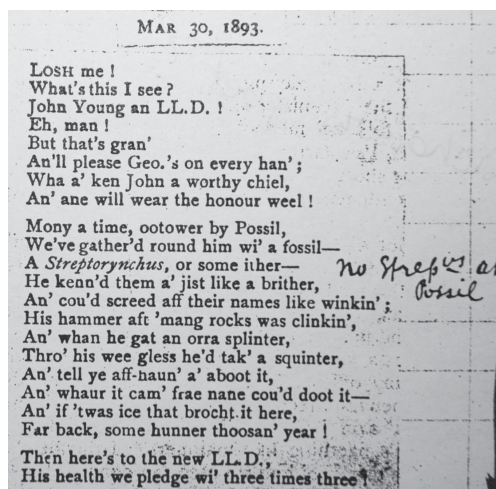 MAR 30, 1893.
LOSH me !
What's this I see ?
John Young an LL.D. !
Eh, man !
But that's gran'
An'll please Geo.'s on every han' ;
Wha a' ken John a worthy chiel,
An' ane will wear the honour weel !
Mony a time, ootower by Possil,
We've gather'd round him wi' a fossil—
A Streptorynchus, or some ither—
He kenn'd them a' jist like a brither,
An' cou'd screed aff their names like winkin' ;
His hammer aft 'mang rocks was clinkin',
An' whan he gat an orra splinter,
Thro' his wee gless he'd tak' a squinter,
An' tell ye aff-haun' a' aboot it,
An' whaur it cam' frae nane cou'd doot it—
An' if 'twas ice that brocht it here,
Far back, some hunner thoosan' year !
Then here's to the new LL.D.,
His health we pledge wi' three times three !
No Strepus at
Possil